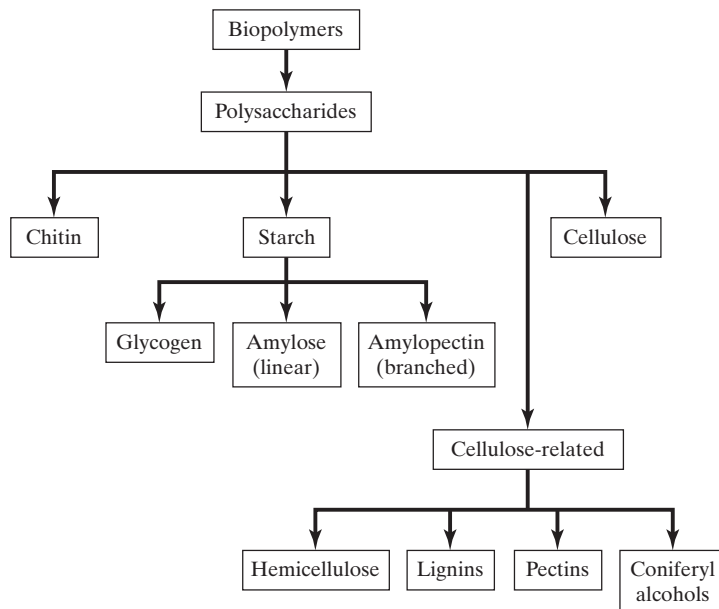 Biopolymers
Polysaccharides
Chitin
Starch
Cellulose
Glycogen
Amylose
(linear)
Amylopectin
(branched)
Cellulose-related
Hemicellulose
Lignins
Pectins
Coniferyl
alcohols